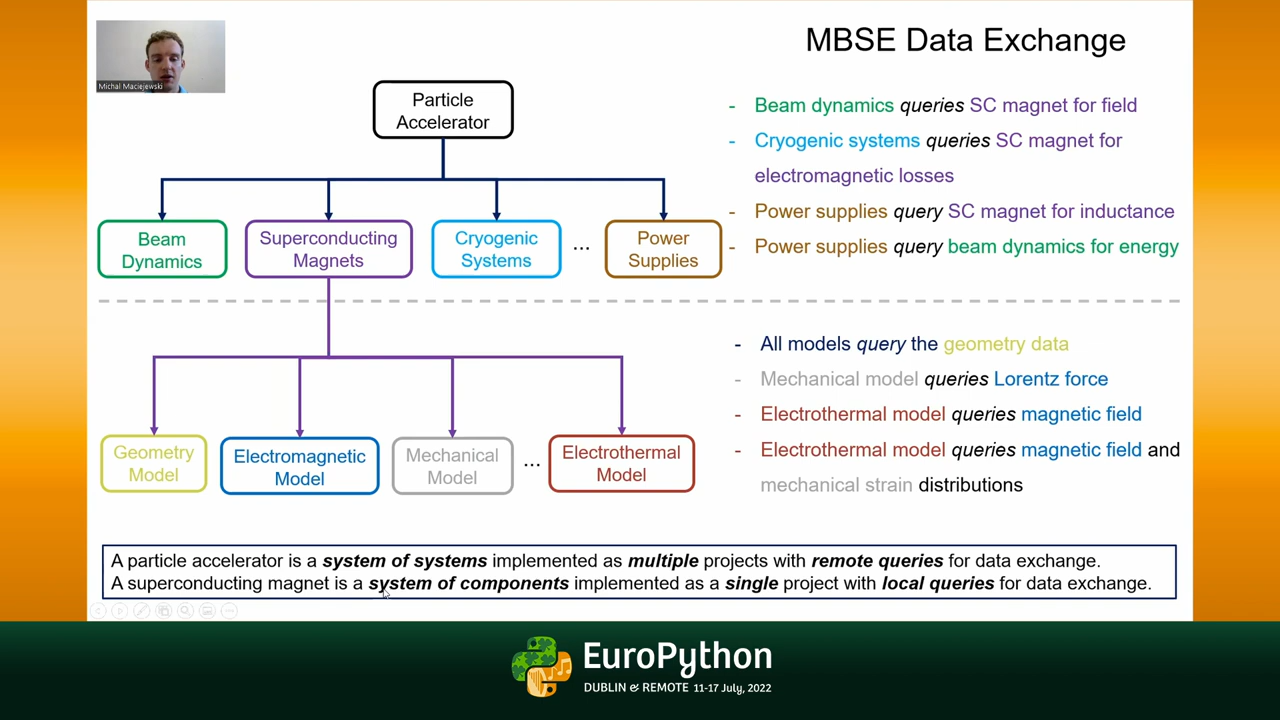 MBSE Data Exchange
Michał Maciejewski
Particle
Accelerator
Beam
Dynamics
Superconducting
Magnets
Cryogenic
Systems
...
Power
Supplies
- Beam dynamics queries SC magnet for field
- Cryogenic systems queries SC magnet for
electromagnetic losses
- Power supplies query SC magnet for inductance
- Power supplies query beam dynamics for energy
Geometry
Model
Electromagnetic
Model
Mechanical
Model
...
Electrothermal
Model
- All models query the geometry data
- Mechanical model queries Lorentz force
- Electrothermal model queries magnetic field
- Electrothermal model queries magnetic field and
mechanical strain distributions
A particle accelerator is a system of systems implemented as multiple projects with remote queries for data exchange.
A superconducting magnet is a system of components implemented as a single project with local queries for data exchange.
EuroPython
DUBLIN & REMOTE 11-17 July, 2022